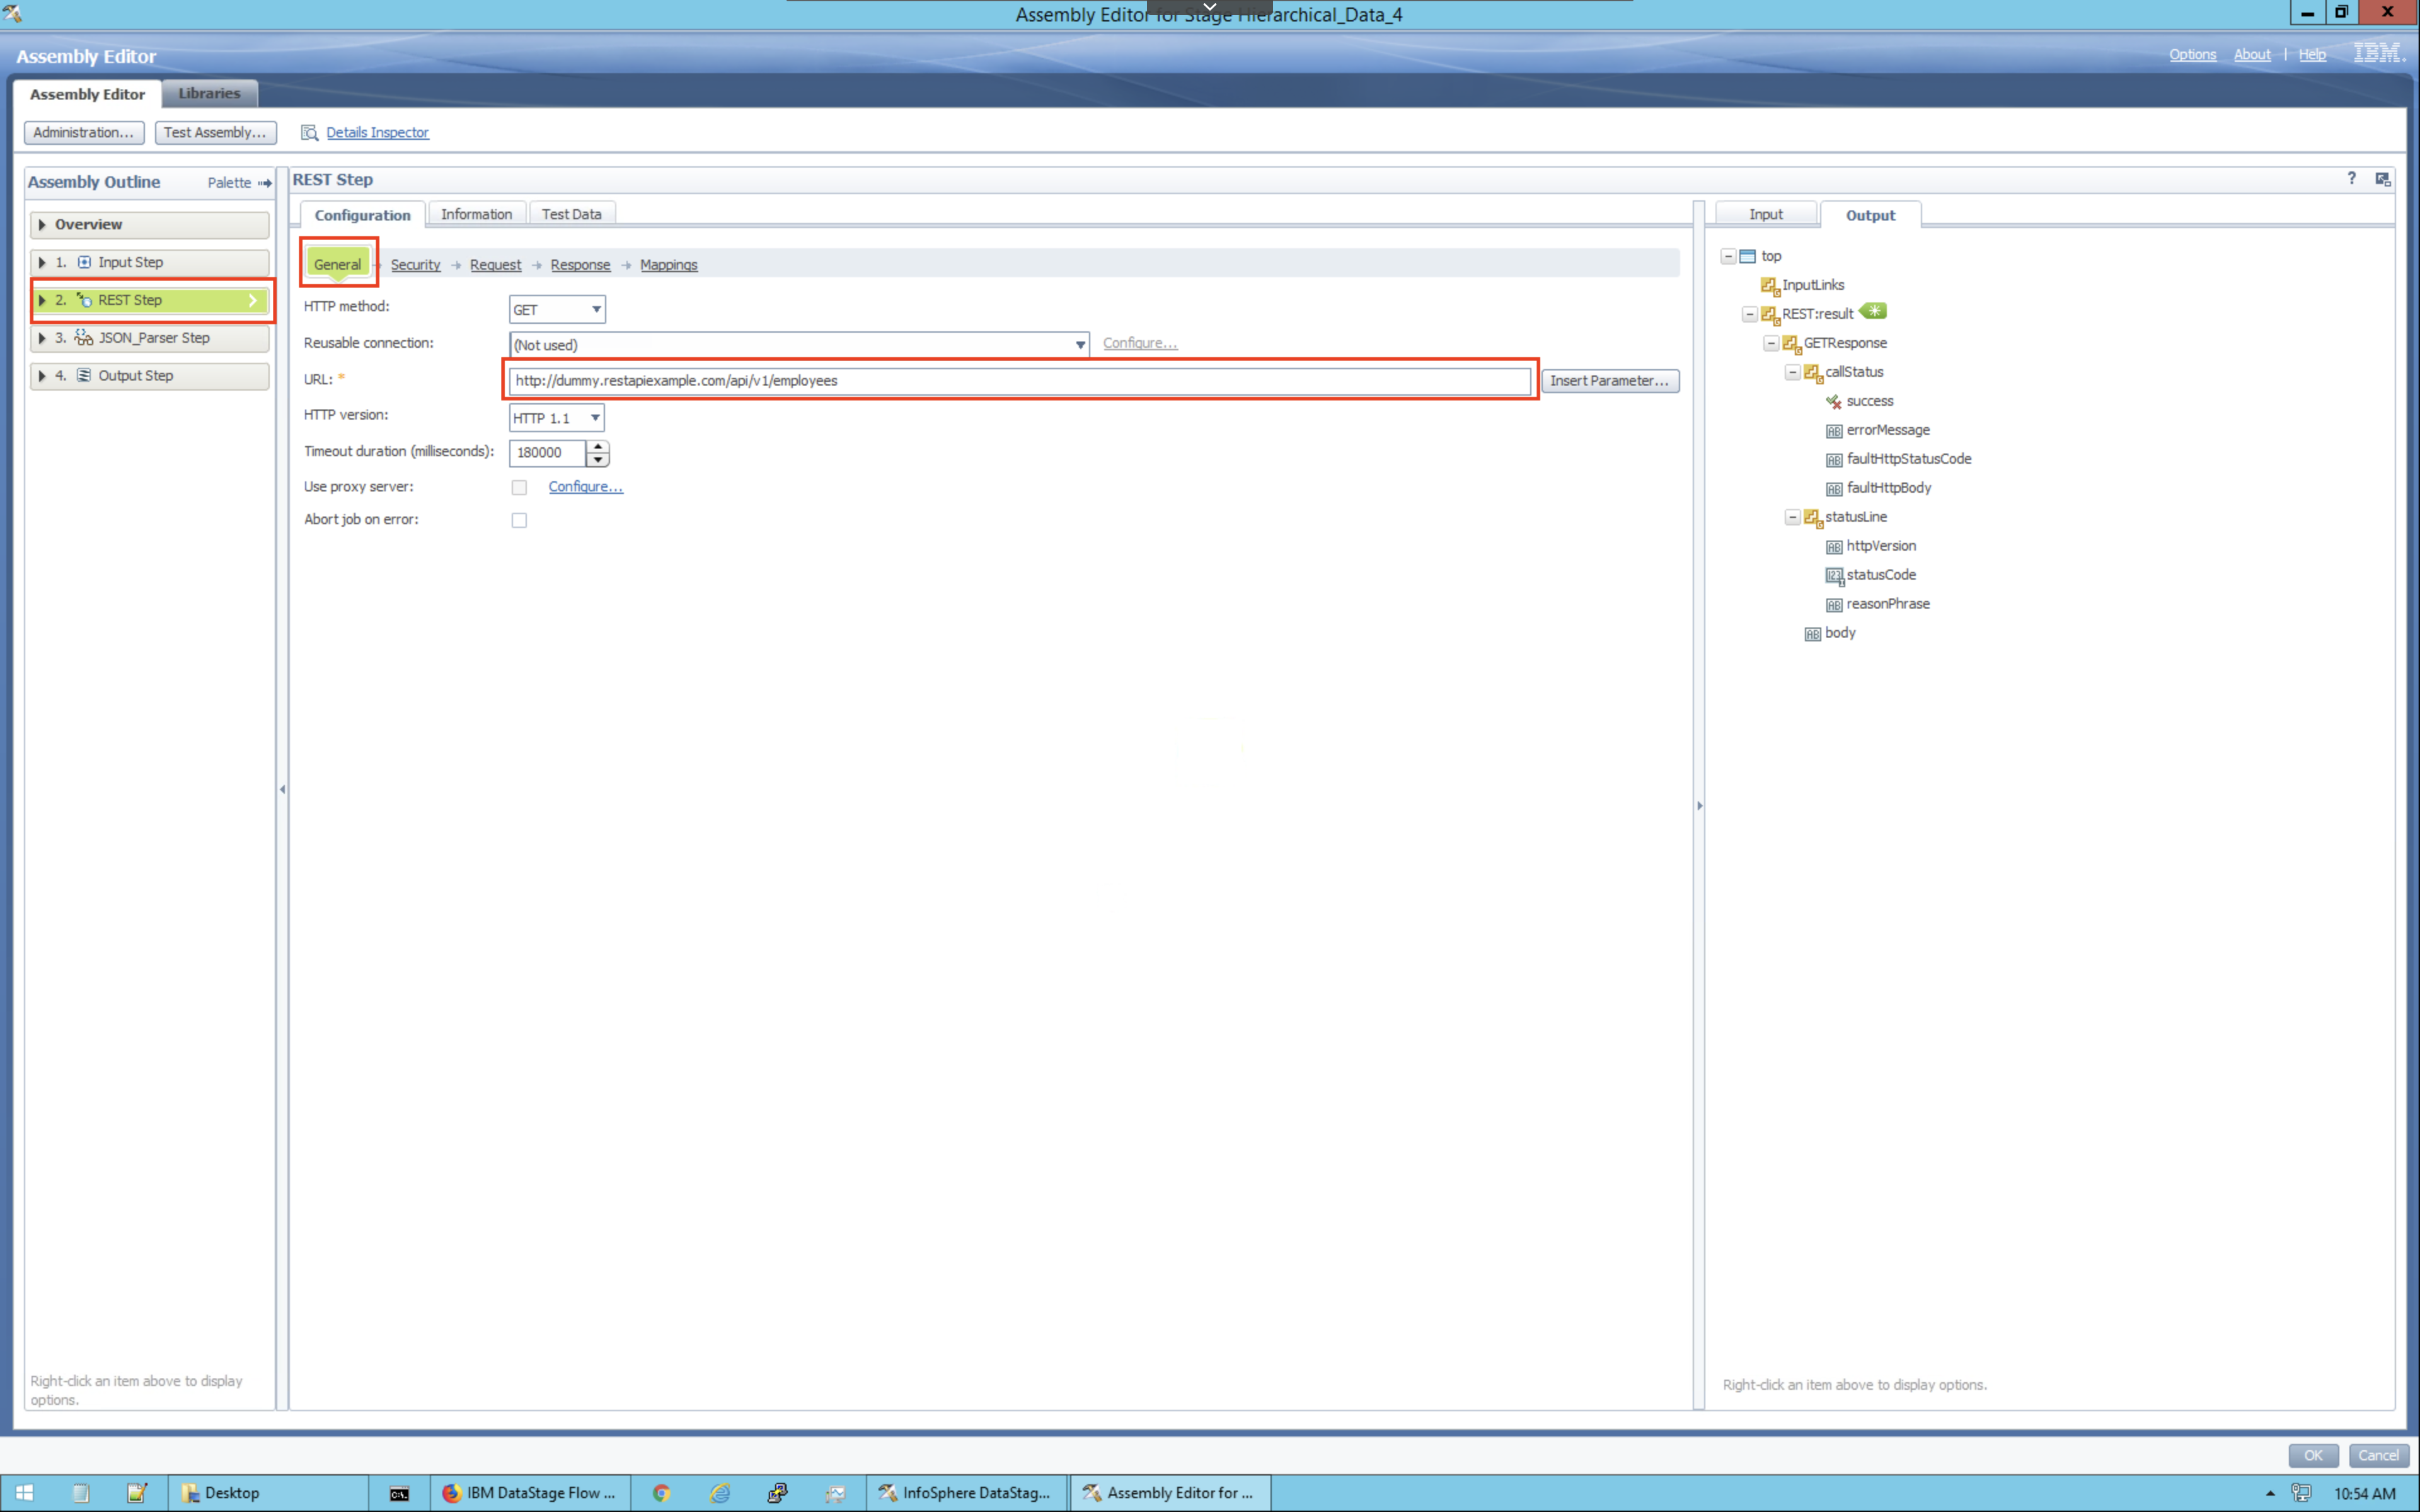 Assembly Editor for Stage Hierarchical_Data_4
Assembly Editor
Options About | Help IBM.
Assembly Editor Libraries
Administration... Test Assembly... Details Inspector
Assembly Outline Palette
Overview
1. Input Step
2. REST Step
3. JSON_Parser Step
4. Output Step
Right-click an item above to display
options.
REST Step ?
Configuration Information Test Data
General Security Request Response Mappings
HTTP method: GET
Reusable connection: (Not used) Configure...
URL: * http://dummy.restapiexample.com/api/v1/employees Insert Parameter...
HTTP version: HTTP 1.1
Timeout duration (milliseconds): 180000
Use proxy server: Configure...
Abort job on error:
Input Output
top
InputLinks
REST:result
GETResponse
callStatus
success
errorMessage
faultHttpStatusCode
faultHttpBody
statusLine
httpVersion
statusCode
reasonPhrase
body
Right-click an item above to display options.
OK Cancel
Desktop IBM DataStage Flow ... InfoSphere DataStag... Assembly Editor for ... 10:54 AM